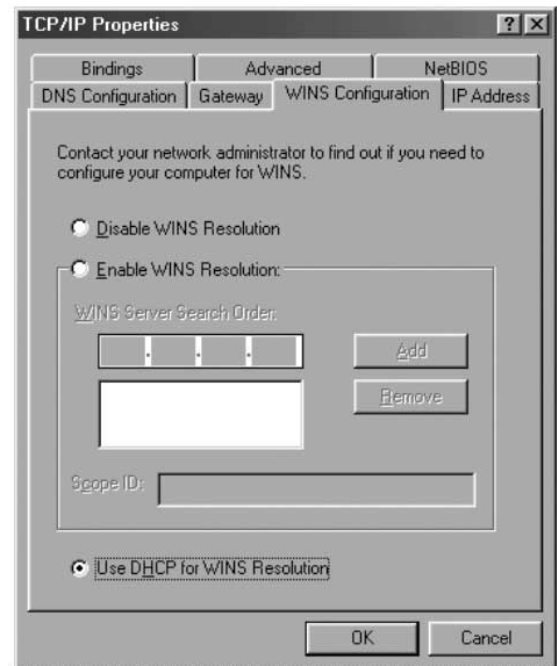 TCP/IP Properties
? ×
Bindings
Advanced
NetBIOS
DNS Configuration
Gateway
WINS Configuration
IP Address
Contact your network administrator to find out if you need to
configure your computer for WINS.
Disable WINS Resolution
Enable WINS Resolution:
WINS Server Search Order:
. . .
Add
Remove
Scope ID:
Use DHCP for WINS Resolution
OK
Cancel